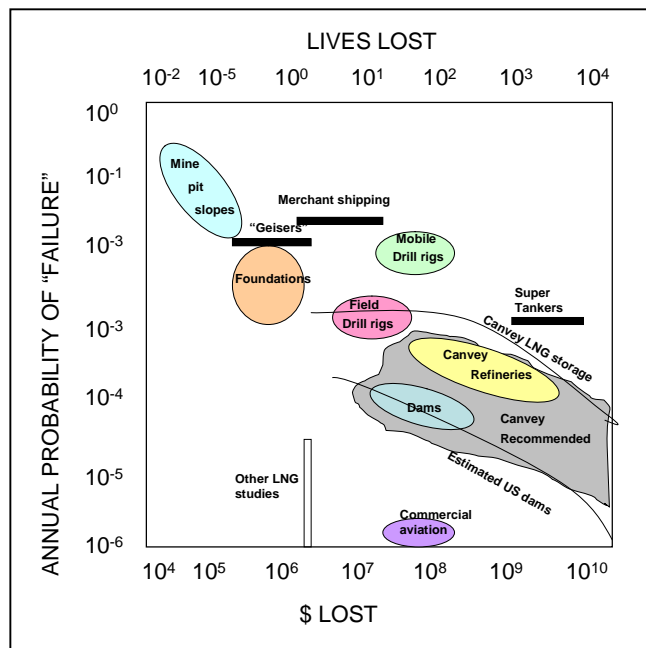 LIVES LOST
10⁻² 10⁻⁵ 10⁰ 10¹ 10² 10³ 10⁴
ANNUAL PROBABILITY OF “FAILURE”
10⁰
10⁻¹
10⁻³
10⁻³
10⁻⁴
10⁻⁵
10⁻⁶
Mine
pit
slopes
Merchant shipping
“Geisers”
Mobile
Drill rigs
Foundations
Field
Drill rigs
Super
Tankers
Canvey LNG storage
Canvey
Refineries
Dams
Canvey
Recommended
Estimated US dams
Other LNG
studies
Commercial
aviation
10⁴ 10⁵ 10⁶ 10⁷ 10⁸ 10⁹ 10¹⁰
$ LOST